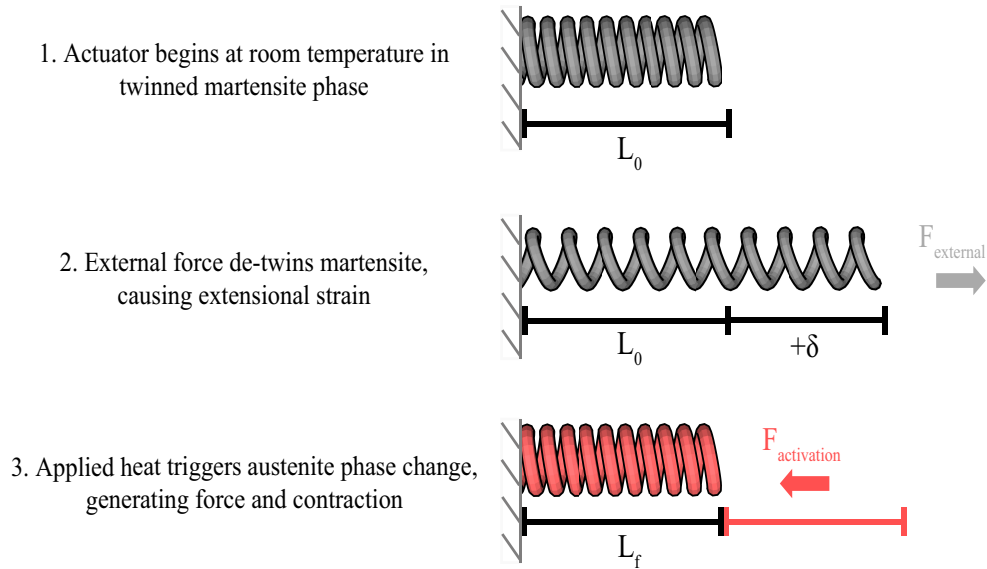 1. Actuator begins at room temperature in
twinned martensite phase
L0
2. External force de-twins martensite,
causing extensional strain
Fexternal
L0
+δ
3. Applied heat triggers austenite phase change,
generating force and contraction
Factivation
Lf